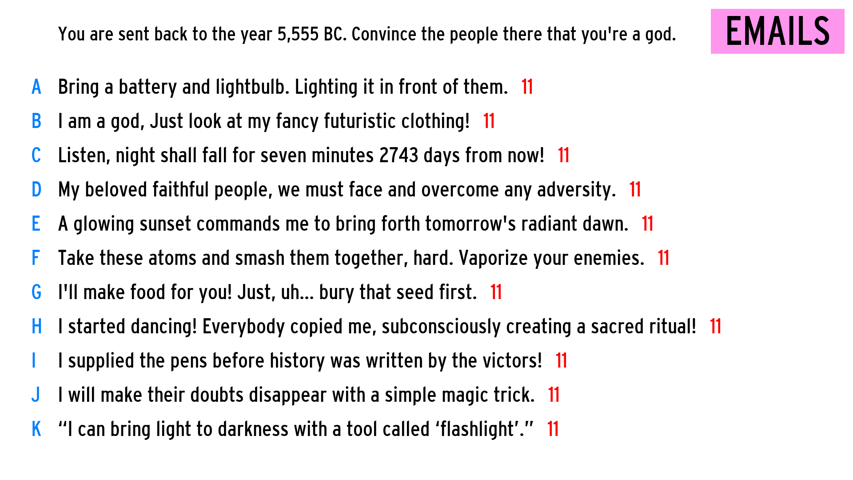 You are sent back to the year 5,555 BC. Convince the people there that you're a god.
EMAILS
A Bring a battery and lightbulb. Lighting it in front of them. 11
B I am a god, Just look at my fancy futuristic clothing! 11
C Listen, night shall fall for seven minutes 2743 days from now! 11
D My beloved faithful people, we must face and overcome any adversity. 11
E A glowing sunset commands me to bring forth tomorrow's radiant dawn. 11
F Take these atoms and smash them together, hard. Vaporize your enemies. 11
G I'll make food for you! Just, uh... bury that seed first. 11
H I started dancing! Everybody copied me, subconsciously creating a sacred ritual! 11
I I supplied the pens before history was written by the victors! 11
J I will make their doubts disappear with a simple magic trick. 11
K “I can bring light to darkness with a tool called ‘flashlight’.” 11